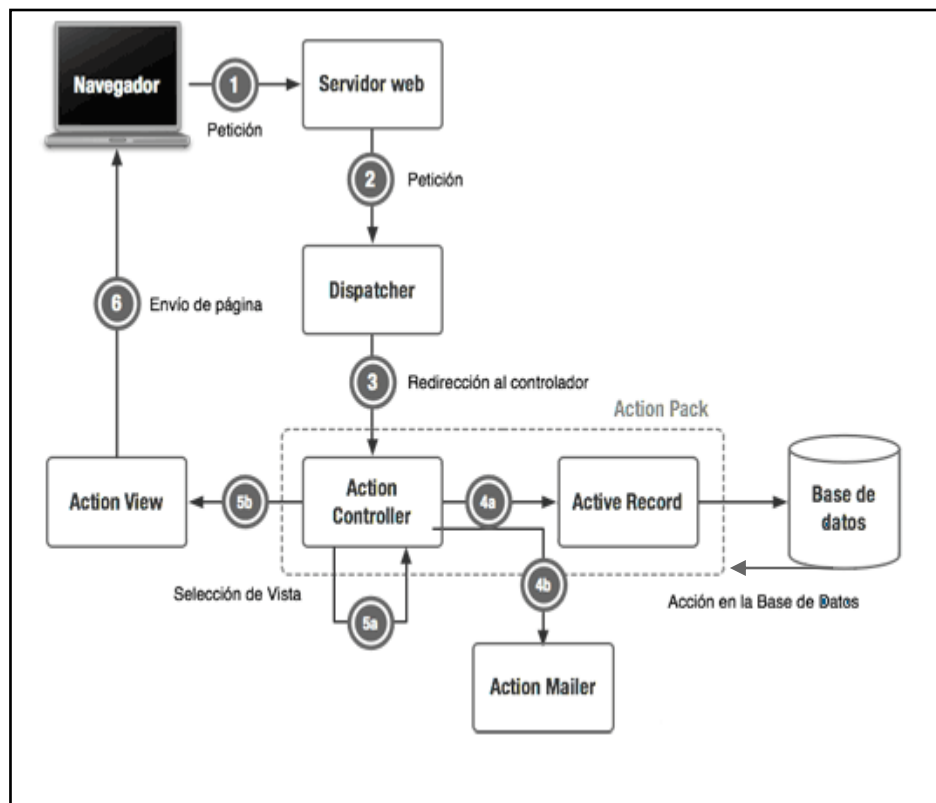 Navegador
1
Petición
Servidor web
2
Petición
Dispatcher
6
Envío de página
3
Redirección al controlador
Action Pack
Action View
5b
Action
Controller
4a
Active Record
Base de
datos
Selección de Vista
5a
4b
Acción en la Base de Datos
Action Mailer